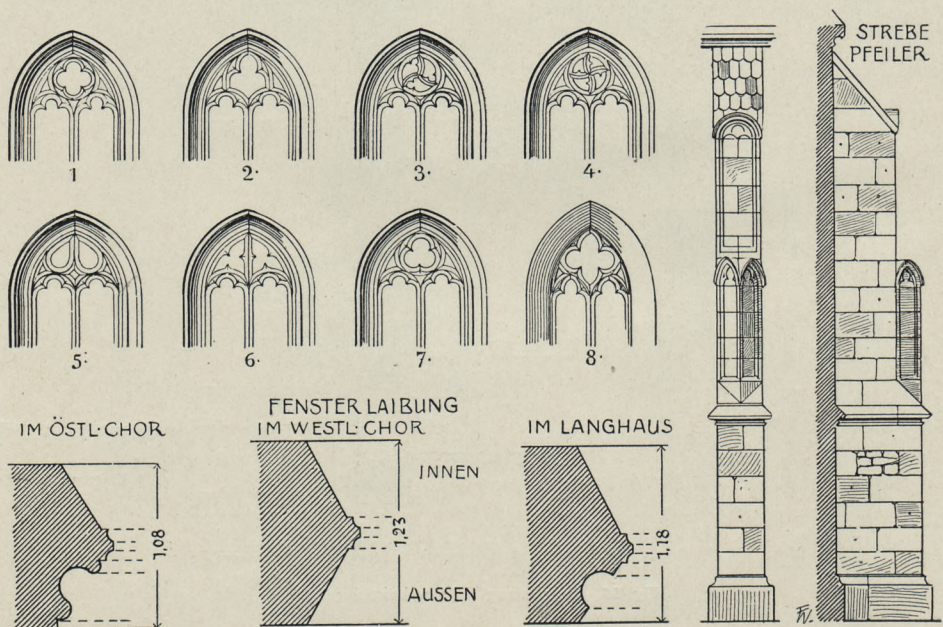 STREBE
PFEILER
1
2.
3.
4.
5.
6.
7.
8.
IM ÖSTL. CHOR
FENSTER LAIBUNG
IM WESTL. CHOR
IM LANGHAUS
INNEN
AUSSEN
1,08
1,23
1,18